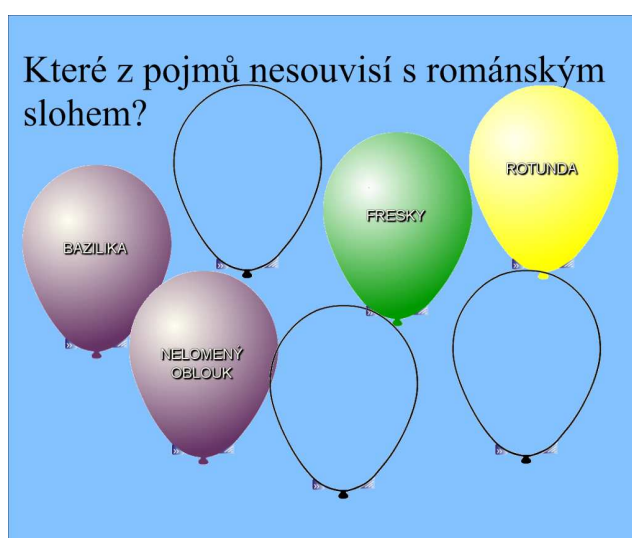 Které z pojmů nesouvisí s románským
slohem?
ROTUNDA
FRESKY
BAZILIKA
NELOMENÝ
OBLOUK